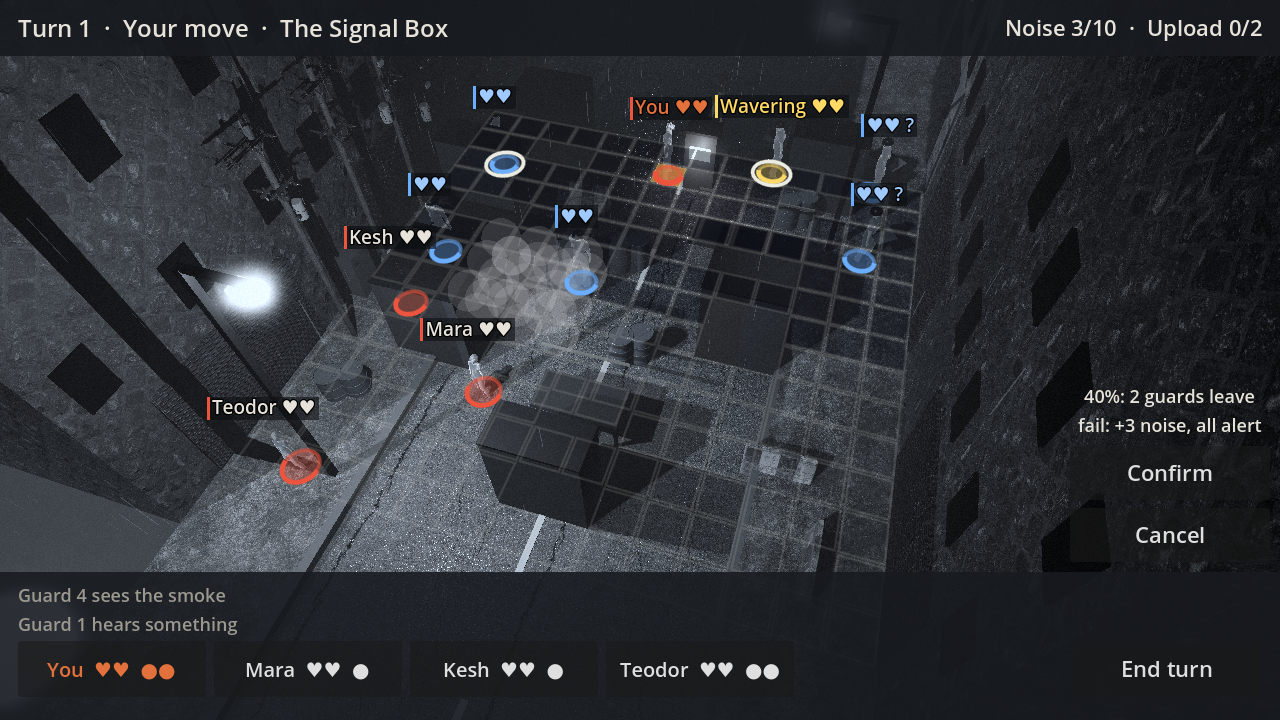 Turn 1 · Your move · The Signal Box
Noise 3/10 · Upload 0/2
♥♥
You ♥♥
Wavering ♥♥
♥♥ ?
♥♥
♥♥ ?
♥♥
Kesh ♥♥
Mara ♥♥
Teodor ♥♥
40%: 2 guards leave
fail: +3 noise, all alert
Confirm
Cancel
Guard 4 sees the smoke
Guard 1 hears something
You ♥♥ ●●
Mara ♥♥ ●
Kesh ♥♥ ●
Teodor ♥♥ ●●
End turn